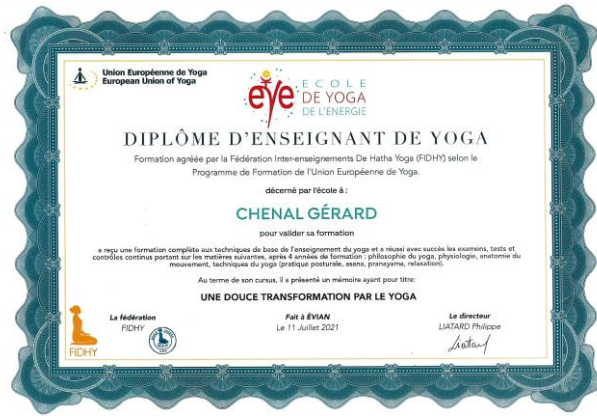 Union Européenne de Yoga
European Union of Yoga
eye
ECOLE
DE YOGA
DE L'ENERGIE
DIPLÔME D'ENSEIGNANT DE YOGA
Formation agréée par la Fédération Inter-enseignements De Hatha Yoga (FIDHY) selon le
Programme de Formation de l'Union Européenne de Yoga.
décerné par l'école à :
CHENAL GÉRARD
pour valider sa formation
a reçu une formation complète aux techniques de base de l'enseignement du yoga et a réussi avec succès les examens, tests et
contrôles continus portant sur les matières suivantes, après 4 années de formation : philosophie du yoga, physiologie, anatomie du
mouvement, techniques du yoga (pratique posturale, asana, pranayama, relaxation).
Au terme de son cursus, il a présenté un mémoire ayant pour titre:
UNE DOUCE TRANSFORMATION PAR LE YOGA
La fédération
FIDHY
Fait à ÉVIAN
Le 11 Juillet 2021
Le directeur
LIATARD Philippe
Liatard
FIDHY